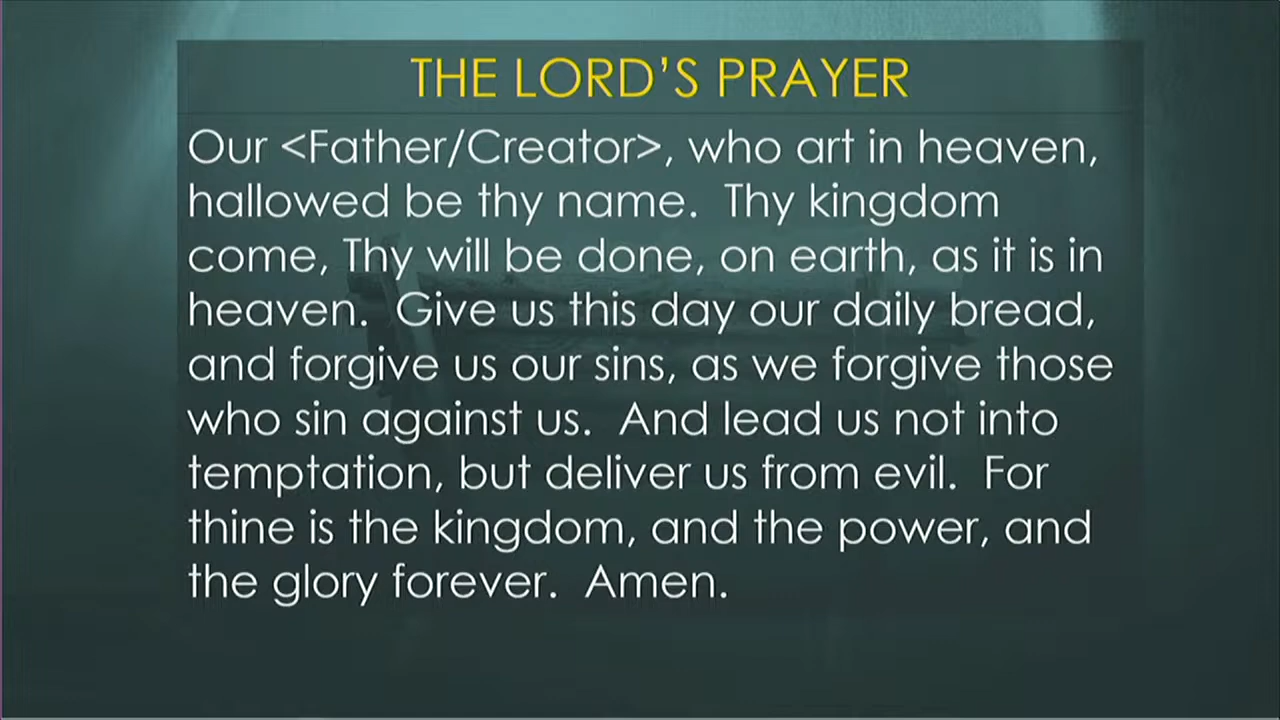 THE LORD’S PRAYER
Our <Father/Creator>, who art in heaven,
hallowed be thy name.  Thy kingdom
come, Thy will be done, on earth, as it is in
heaven.  Give us this day our daily bread,
and forgive us our sins, as we forgive those
who sin against us.  And lead us not into
temptation, but deliver us from evil.  For
thine is the kingdom, and the power, and
the glory forever.  Amen.